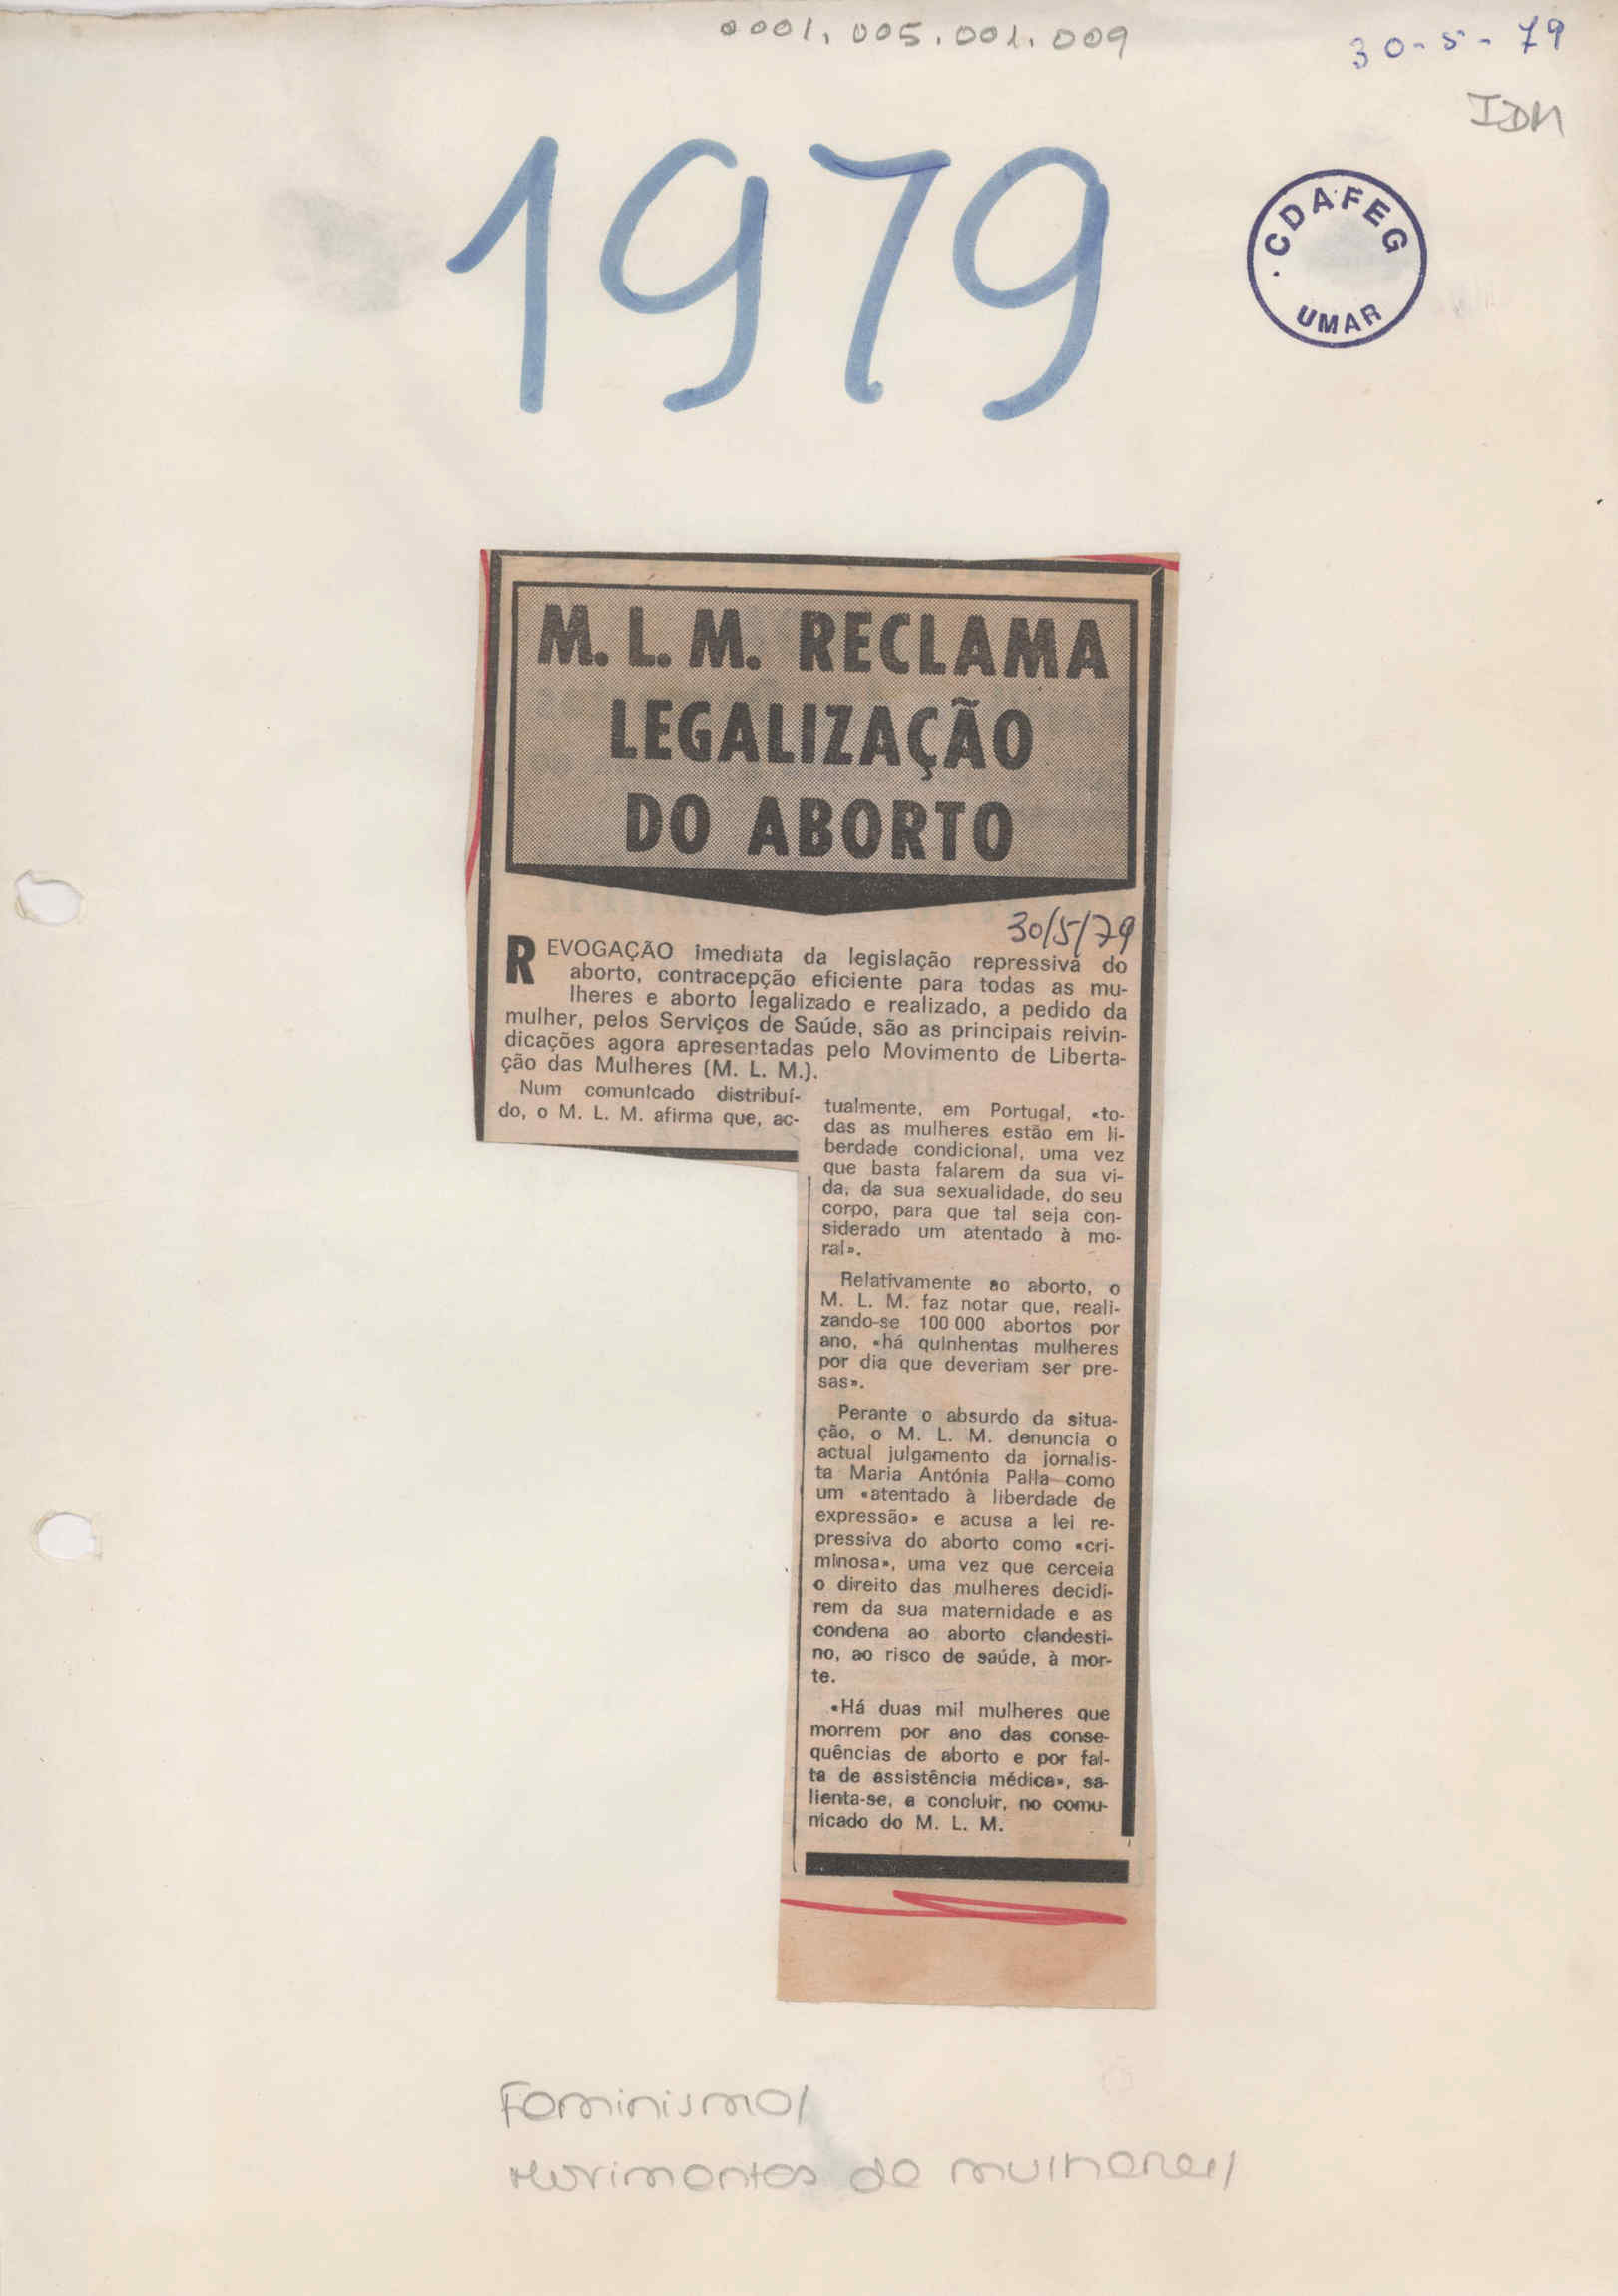 0001.005.001.009
30-5-79
IDM
1979
CDAFEG
UMAR
M. L. M. RECLAMA
LEGALIZAÇÃO
DO ABORTO
30/5/79
REVOGAÇÃO imediata da legislação repressiva do
aborto, contracepção eficiente para todas as mu-
lheres e aborto legalizado e realizado, a pedido da
mulher, pelos Serviços de Saúde, são as principais reivin-
dicações agora apresentadas pelo Movimento de Liberta-
ção das Mulheres (M. L. M.).
Num comunicado distribuí-
do, o M. L. M. afirma que, ac-
tualmente, em Portugal, «to-
das as mulheres estão em li-
berdade condicional, uma vez
que basta falarem da sua vi-
da, da sua sexualidade, do seu
corpo, para que tal seja con-
siderado um atentado à mo-
ral».
Relativamente ao aborto, o
M. L. M. faz notar que, reali-
zando-se 100 000 abortos por
ano, «há quinhentas mulheres
por dia que deveriam ser pre-
sas».
Perante o absurdo da situa-
ção, o M. L. M. denuncia o
actual julgamento da jornalis-
ta Maria Antónia Palla como
um «atentado à liberdade de
expressão» e acusa a lei re-
pressiva do aborto como «cri-
minosa», uma vez que cerceia
o direito das mulheres decidi-
rem da sua maternidade e as
condena ao aborto clandesti-
no, ao risco de saúde, à mor-
te.
«Há duas mil mulheres que
morrem por ano das conse-
quências de aborto e por fal-
ta de assistência médica», sa-
lienta-se, a concluir, no comu-
nicado do M. L. M.
Feminismo/
Movimentos de mulheres/